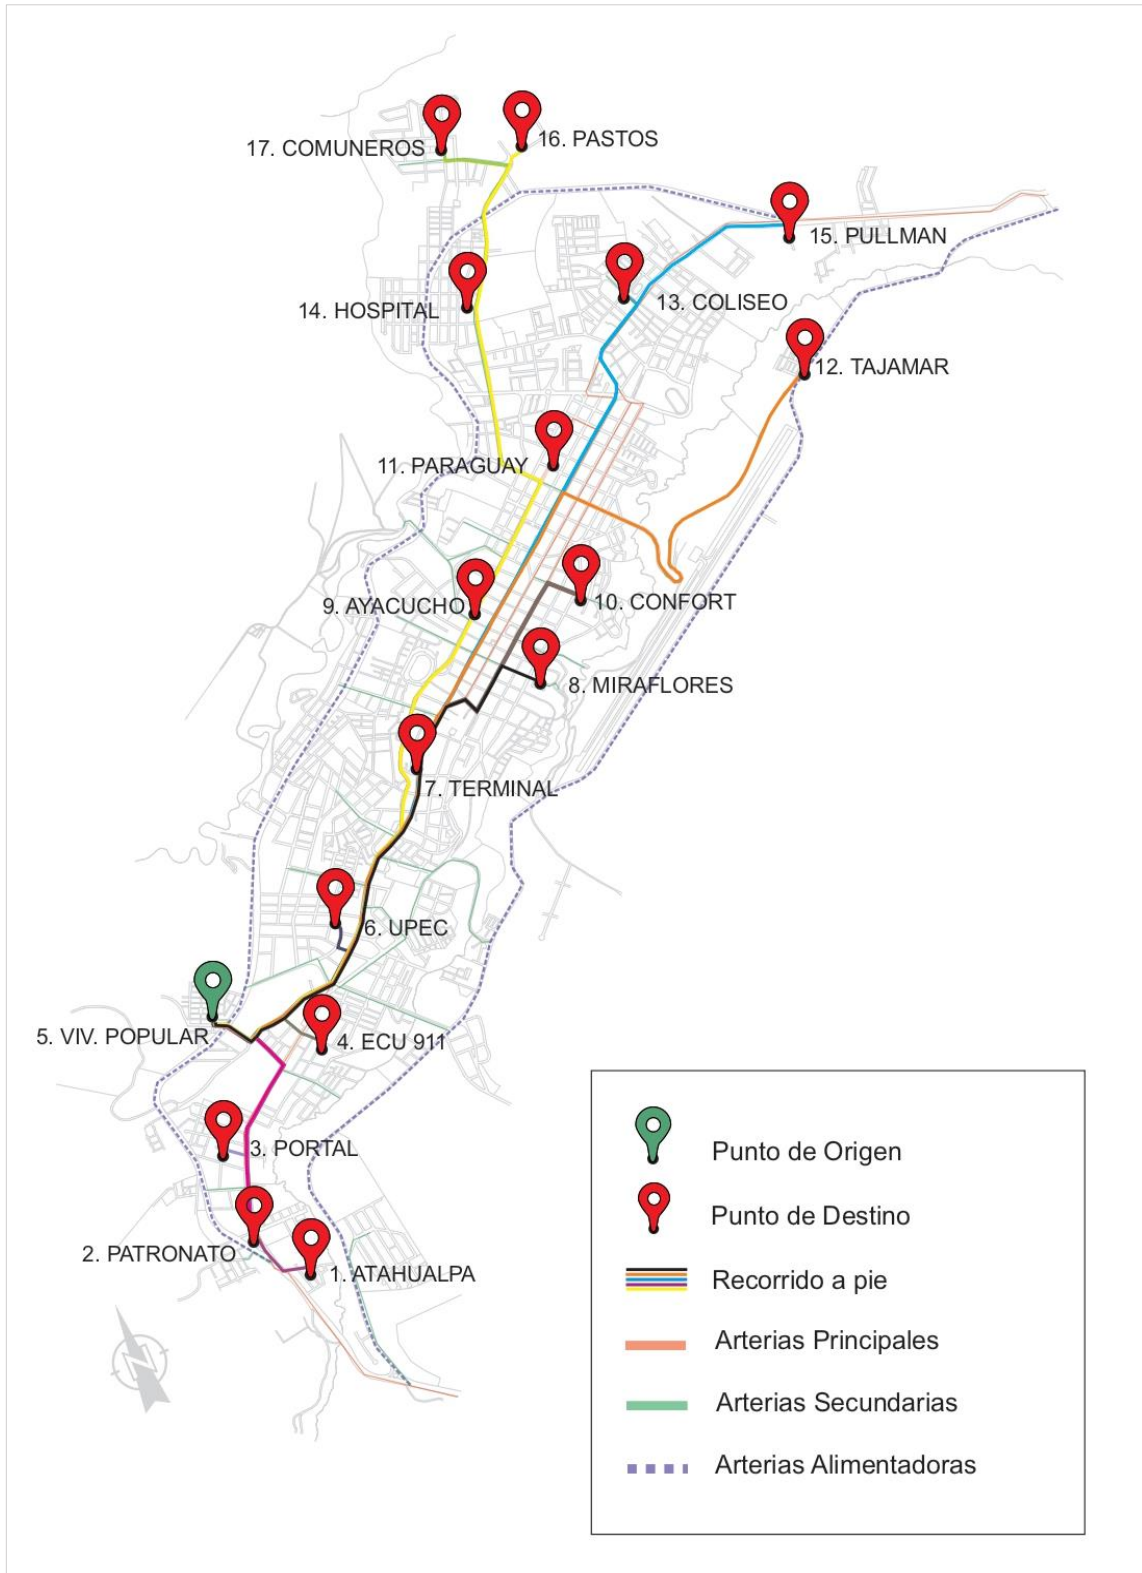 17. COMUNEROS
16. PASTOS
15. PULLMAN
14. HOSPITAL
13. COLISEO
12. TAJAMAR
11. PARAGUAY
10. CONFORT
9. AYACUCHO
8. MIRAFLORES
7. TERMINAL
6. UPEC
5. VIV. POPULAR
4. ECU 911
3. PORTAL
2. PATRONATO
1. ATAHUALPA
Punto de Origen
Punto de Destino
Recorrido a pie
Arterias Principales
Arterias Secundarias
Arterias Alimentadoras